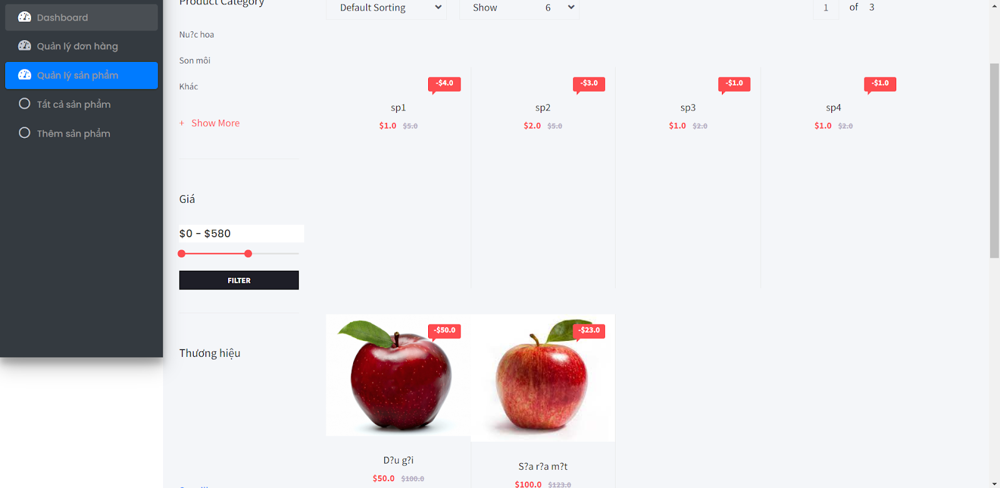 Dashboard
Quản lý đơn hàng
Quản lý sản phẩm
Tất cả sản phẩm
Thêm sản phẩm
Product Category
Nu?c hoa
Son môi
Khác
+ Show More
Giá
$0 - $580
FILTER
Thương hiệu
Default Sorting
Show 6
1 of 3
-$4.0
sp1
$1.0 $5.0
-$3.0
sp2
$2.0 $5.0
-$1.0
sp3
$1.0 $2.0
-$1.0
sp4
$1.0 $2.0
-$50.0
D?u g?i
$50.0 $100.0
-$23.0
S?a r?a m?t
$100.0 $123.0